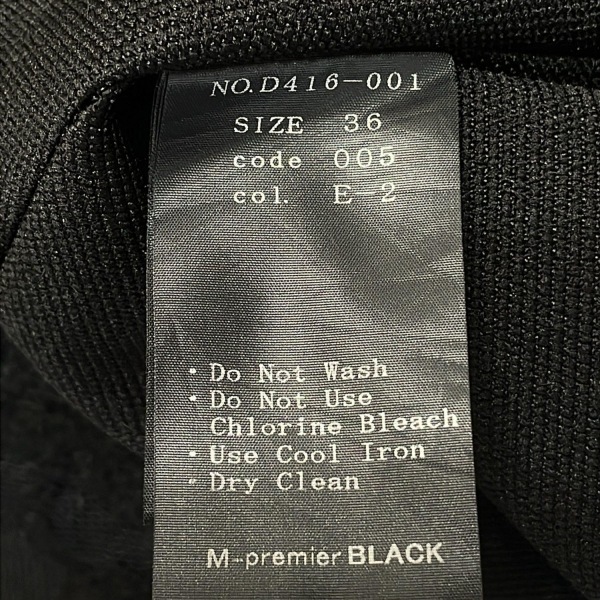 NO.D416-001
SIZE 36
code 005
col. E-2
・Do Not Wash
・Do Not Use
Chlorine Bleach
・Use Cool Iron
・Dry Clean
M-premier BLACK